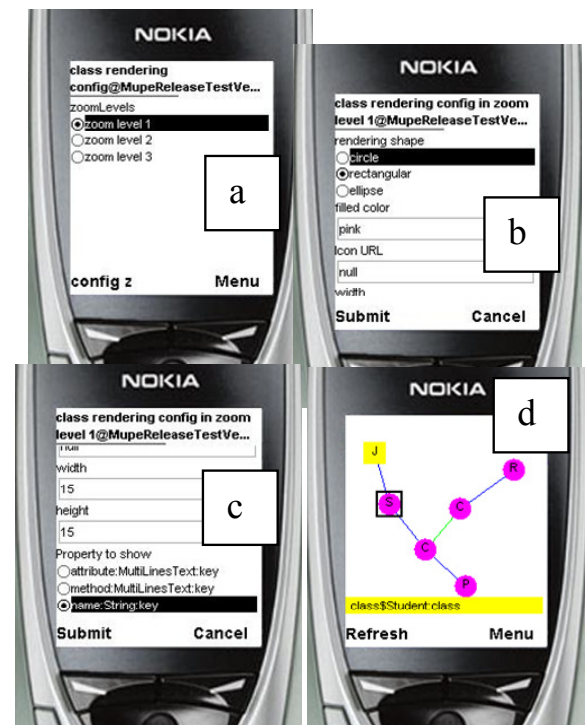 NOKIA
class rendering
config@MupeReleaseTestVe...
zoomLevels
zoom level 1
zoom level 2
zoom level 3
a
config z Menu
NOKIA
class rendering config in zoom
level 1@MupeReleaseTestVe...
rendering shape
circle
rectangular
ellipse
filled color
pink
Icon URL
null
width
b
Submit Cancel
NOKIA
class rendering config in zoom
level 1@MupeReleaseTestVe...
null
width
15
height
15
Property to show
attribute:MultiLinesText:key
method:MultiLinesText:key
name:String:key
c
Submit Cancel
NOKIA
d
J
R
S
C
C
P
class$Student:class
Refresh Menu